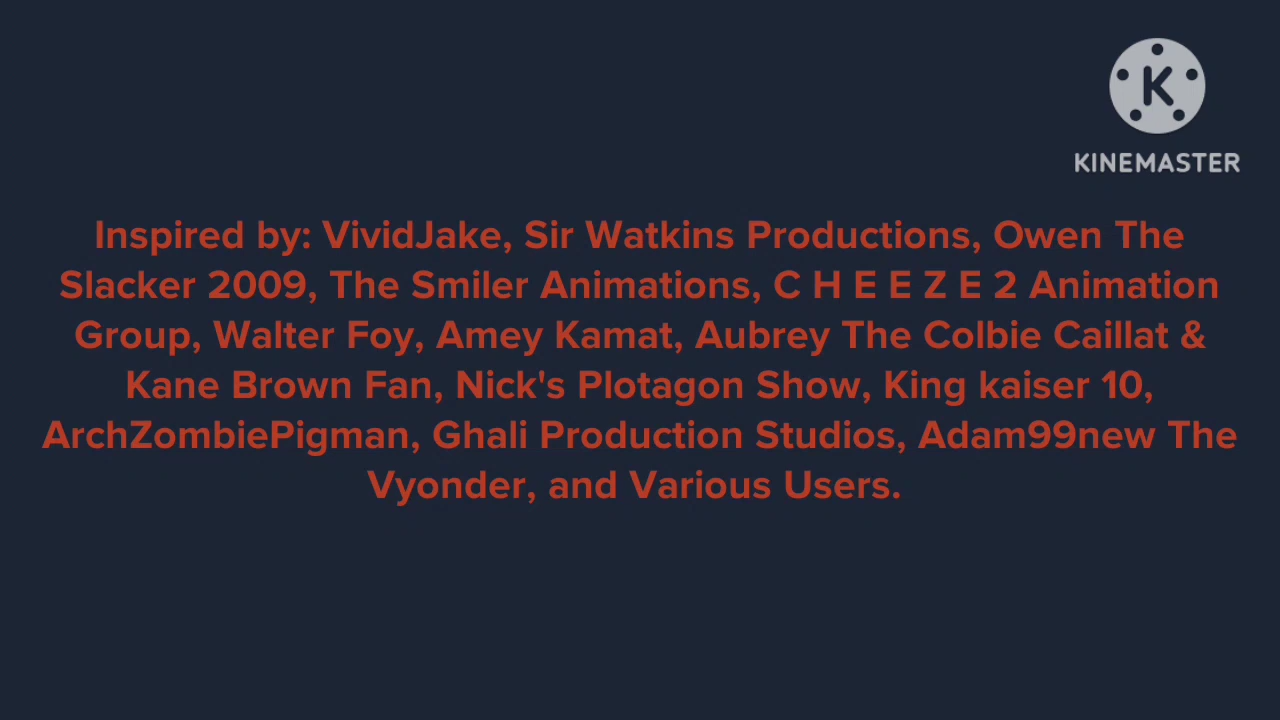 K
KINEMASTER
Inspired by: VividJake, Sir Watkins Productions, Owen The
Slacker 2009, The Smiler Animations, C H E E Z E 2 Animation
Group, Walter Foy, Amey Kamat, Aubrey The Colbie Caillat &
Kane Brown Fan, Nick's Plotagon Show, King kaiser 10,
ArchZombiePigman, Ghali Production Studios, Adam99new The
Vyonder, and Various Users.